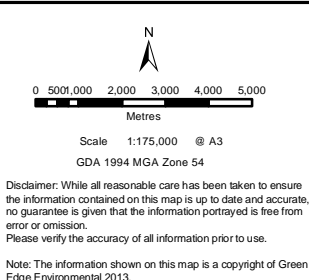 N
0 5001,000 2,000 3,000 4,000 5,000
Metres
Scale 1:175,000 @ A3
GDA 1994 MGA Zone 54
Disclaimer: While all reasonable care has been taken to ensure
the information contained on this map is up to date and accurate,
no guarantee is given that the information portrayed is free from
error or omission.
Please verify the accuracy of all information prior to use.
Note: The information shown on this map is a copyright of Green
Edge Environmental 2013.